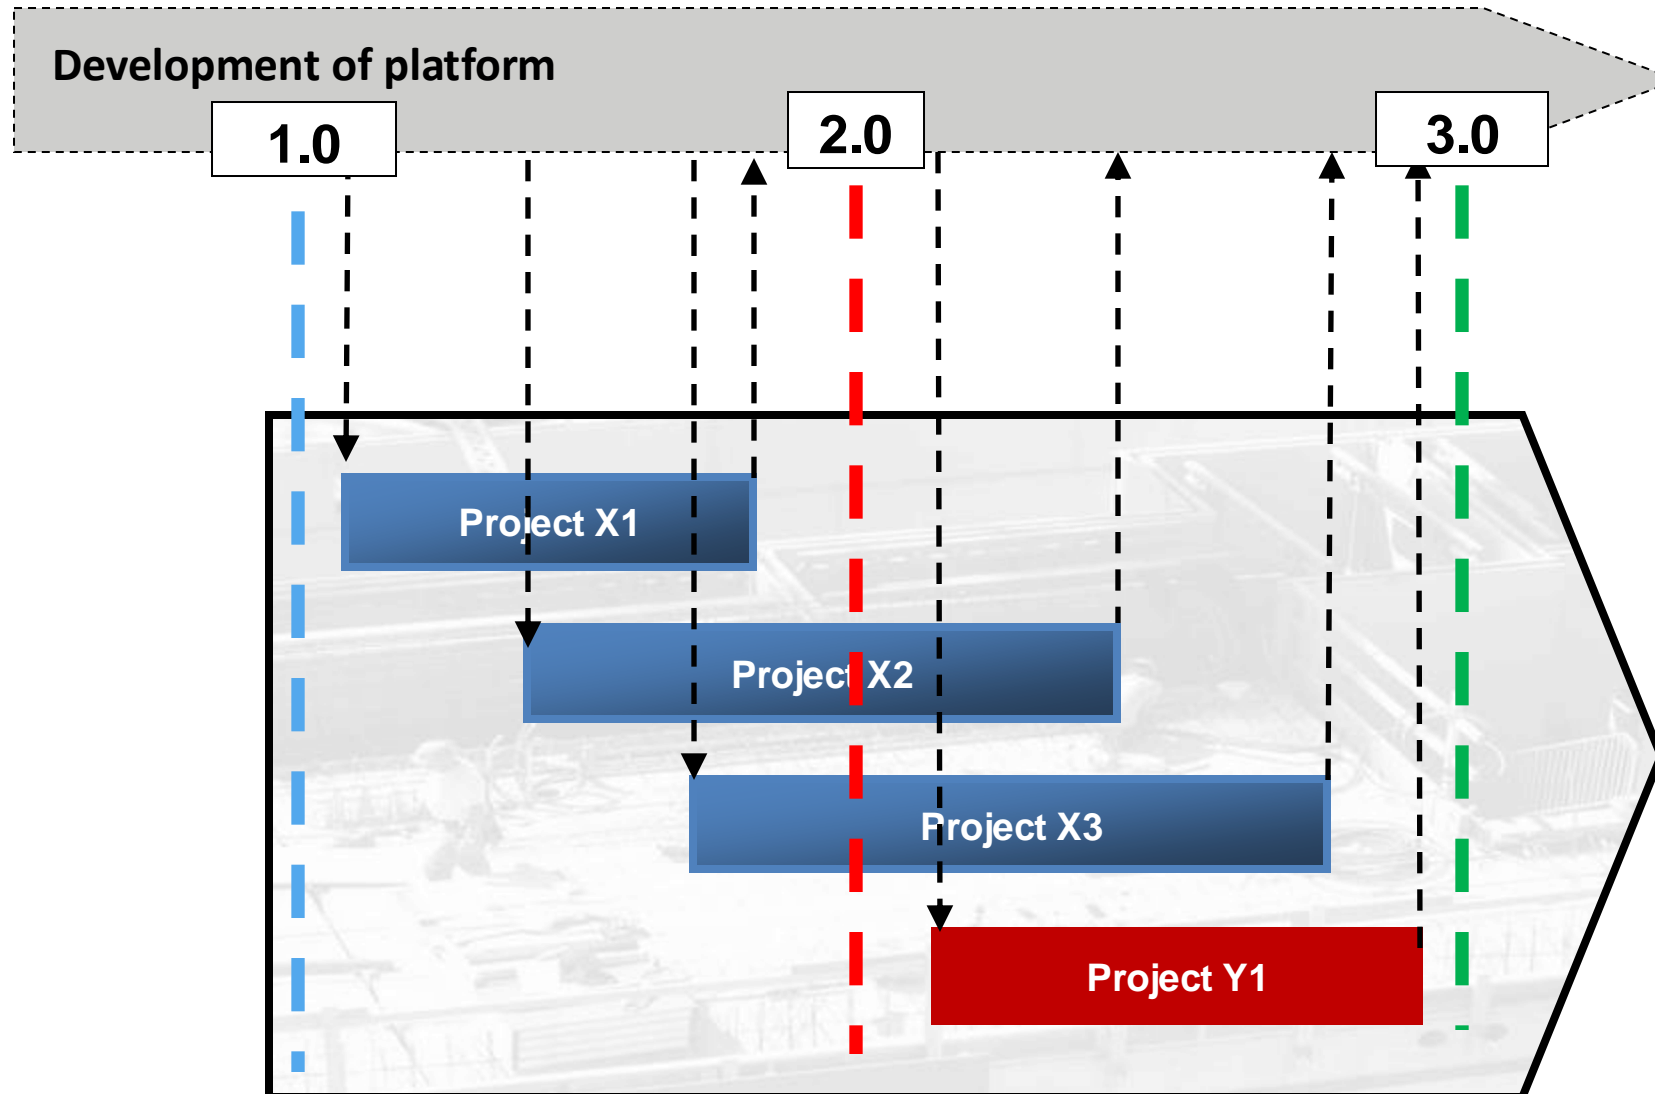 Development of platform
1.0
2.0
3.0
Project X1
Project X2
Project X3
Project Y1